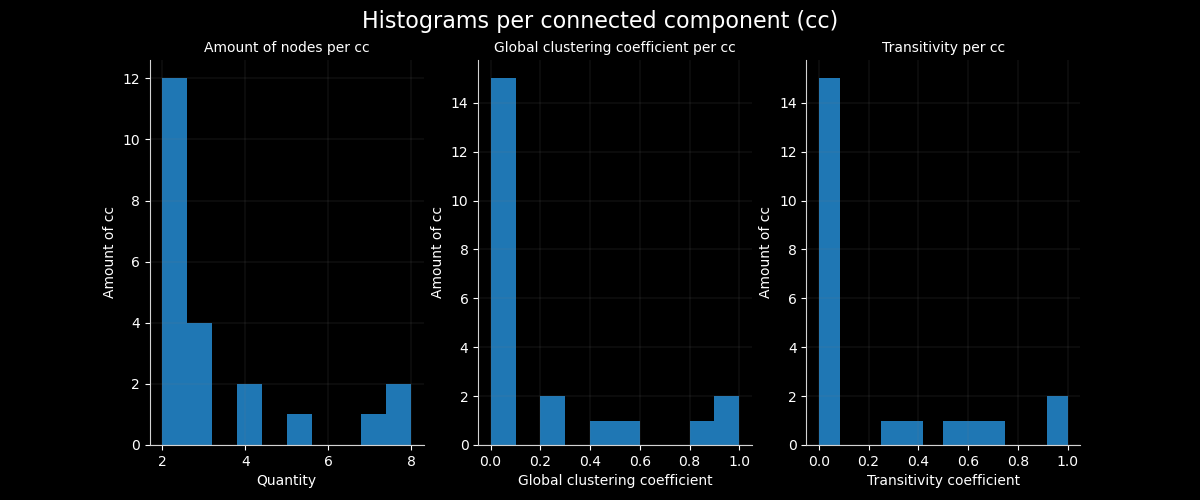 Histograms per connected component (cc)
Amount of nodes per cc
Global clustering coefficient per cc
Transitivity per cc
12
10
8
6
4
2
0
Amount of cc
2 4 6 8
Quantity
14
12
10
8
6
4
2
0
Amount of cc
0.0 0.2 0.4 0.6 0.8 1.0
Global clustering coefficient
14
12
10
8
6
4
2
0
Amount of cc
0.0 0.2 0.4 0.6 0.8 1.0
Transitivity coefficient